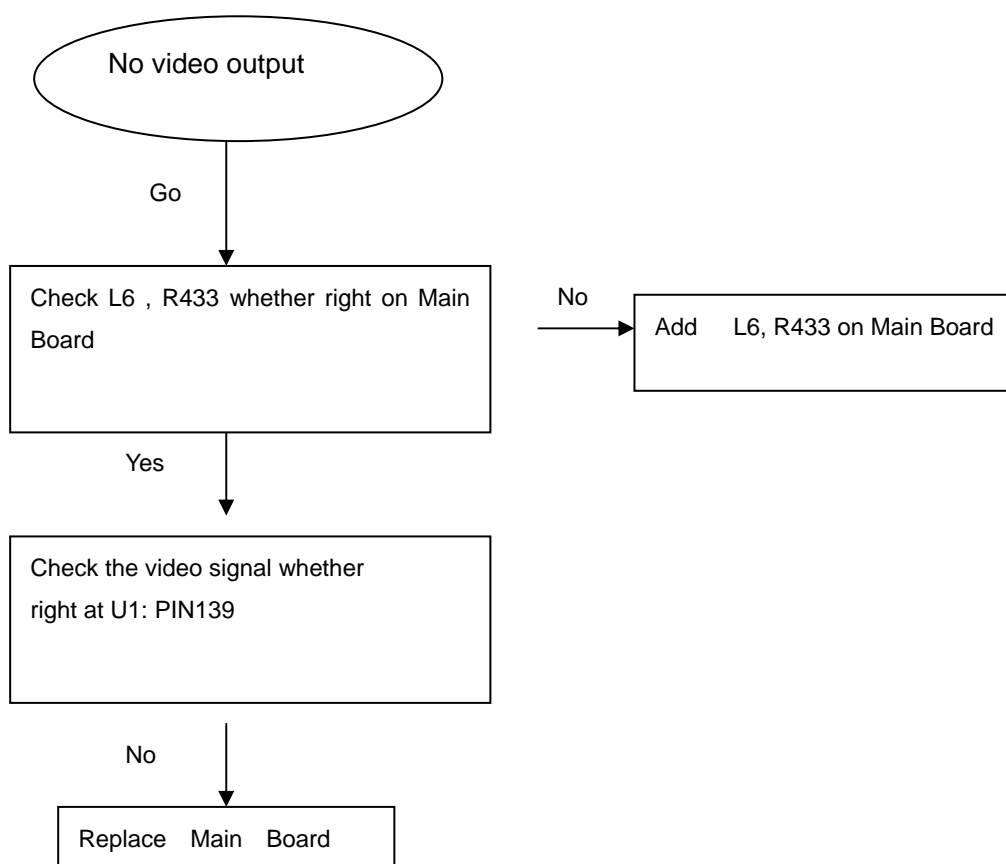 No video output
Go
Check L6 , R433 whether right on Main
Board
No
Add L6, R433 on Main Board
Yes
Check the video signal whether
right at U1: PIN139
No
Replace Main Board